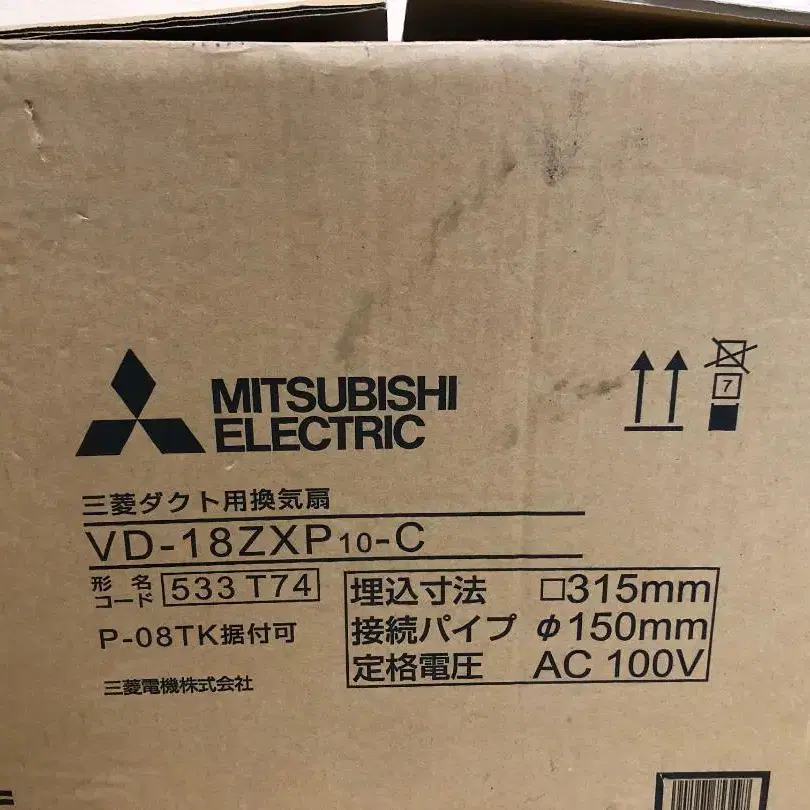 MITSUBISHI
ELECTRIC
7
三菱ダクト用換気扇
VD-18ZXP10-C
形名コード 533 T74
P-08TK据付可
三菱電機株式会社
埋込寸法 □315mm
接続パイプ φ150mm
定格電圧 AC 100V